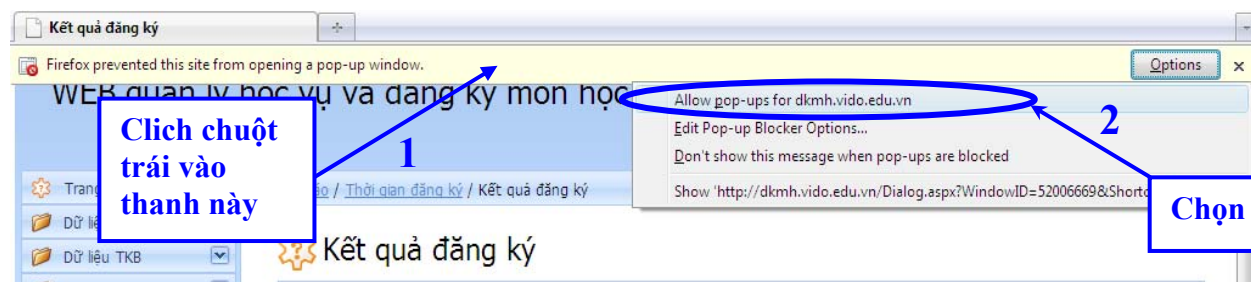 Kết quả đăng ký
Firefox prevented this site from opening a pop-up window.
Options
WEB quản lý học vụ và đăng ký môn học
Allow pop-ups for dkmh.vido.edu.vn
Edit Pop-up Blocker Options...
Don't show this message when pop-ups are blocked
Show 'http://dkmh.vido.edu.vn/Dialog.aspx?WindowID=52006669&Shortc
Clich chuột
trái vào
thanh này
1
2
Chọn
Trang
/ Thời gian đăng ký / Kết quả đăng ký
Dữ liệ
Dữ liệu TKB
Kết quả đăng ký